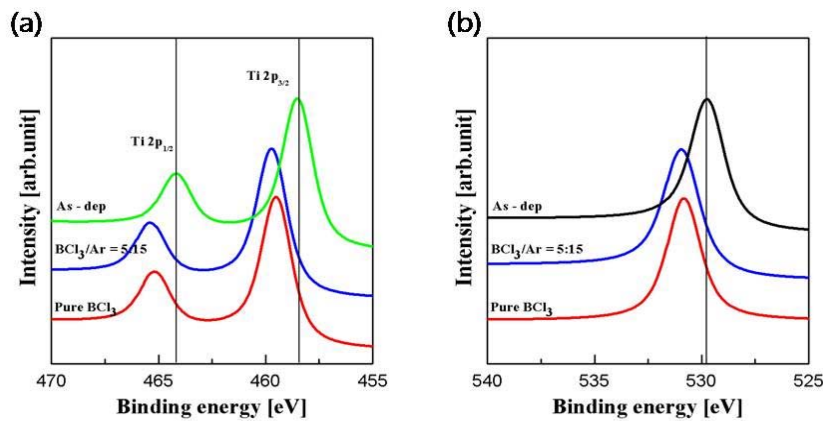 (a)
Intensity [arb.unit]
Ti 2p1/2
Ti 2p3/2
As - dep
BCl3/Ar = 5:15
Pure BCl3
470 465 460 455
Binding energy [eV]
(b)
Intensity [arb.unit]
As - dep
BCl3/Ar = 5:15
Pure BCl3
540 535 530 525
Binding energy [eV]